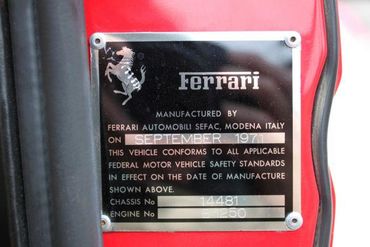 Ferrari
MANUFACTURED BY
FERRARI AUTOMOBILI SEFAC, MODENA ITALY
ON SEPTEMBER 1971
THIS VEHICLE CONFORMS TO ALL APPLICABLE
FEDERAL MOTOR VEHICLE SAFETY STANDARDS
IN EFFECT ON THE DATE OF MANUFACTURE
SHOWN ABOVE.
CHASSIS No 14481
ENGINE No